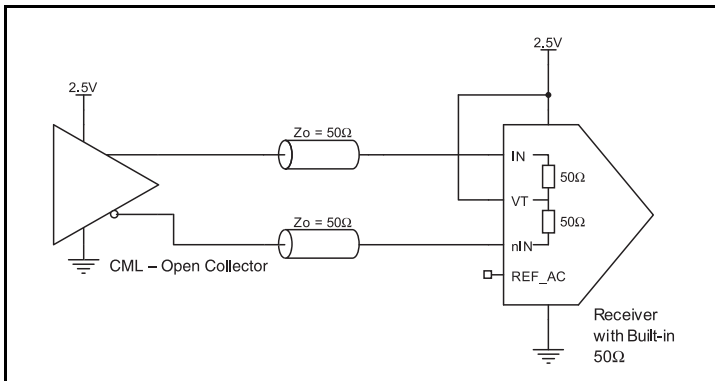 2.5V
2.5V
Zo = 50Ω
IN
50Ω
VT
Zo = 50Ω
50Ω
nIN
CML – Open Collector
REF_AC
Receiver
with Built-in
50Ω